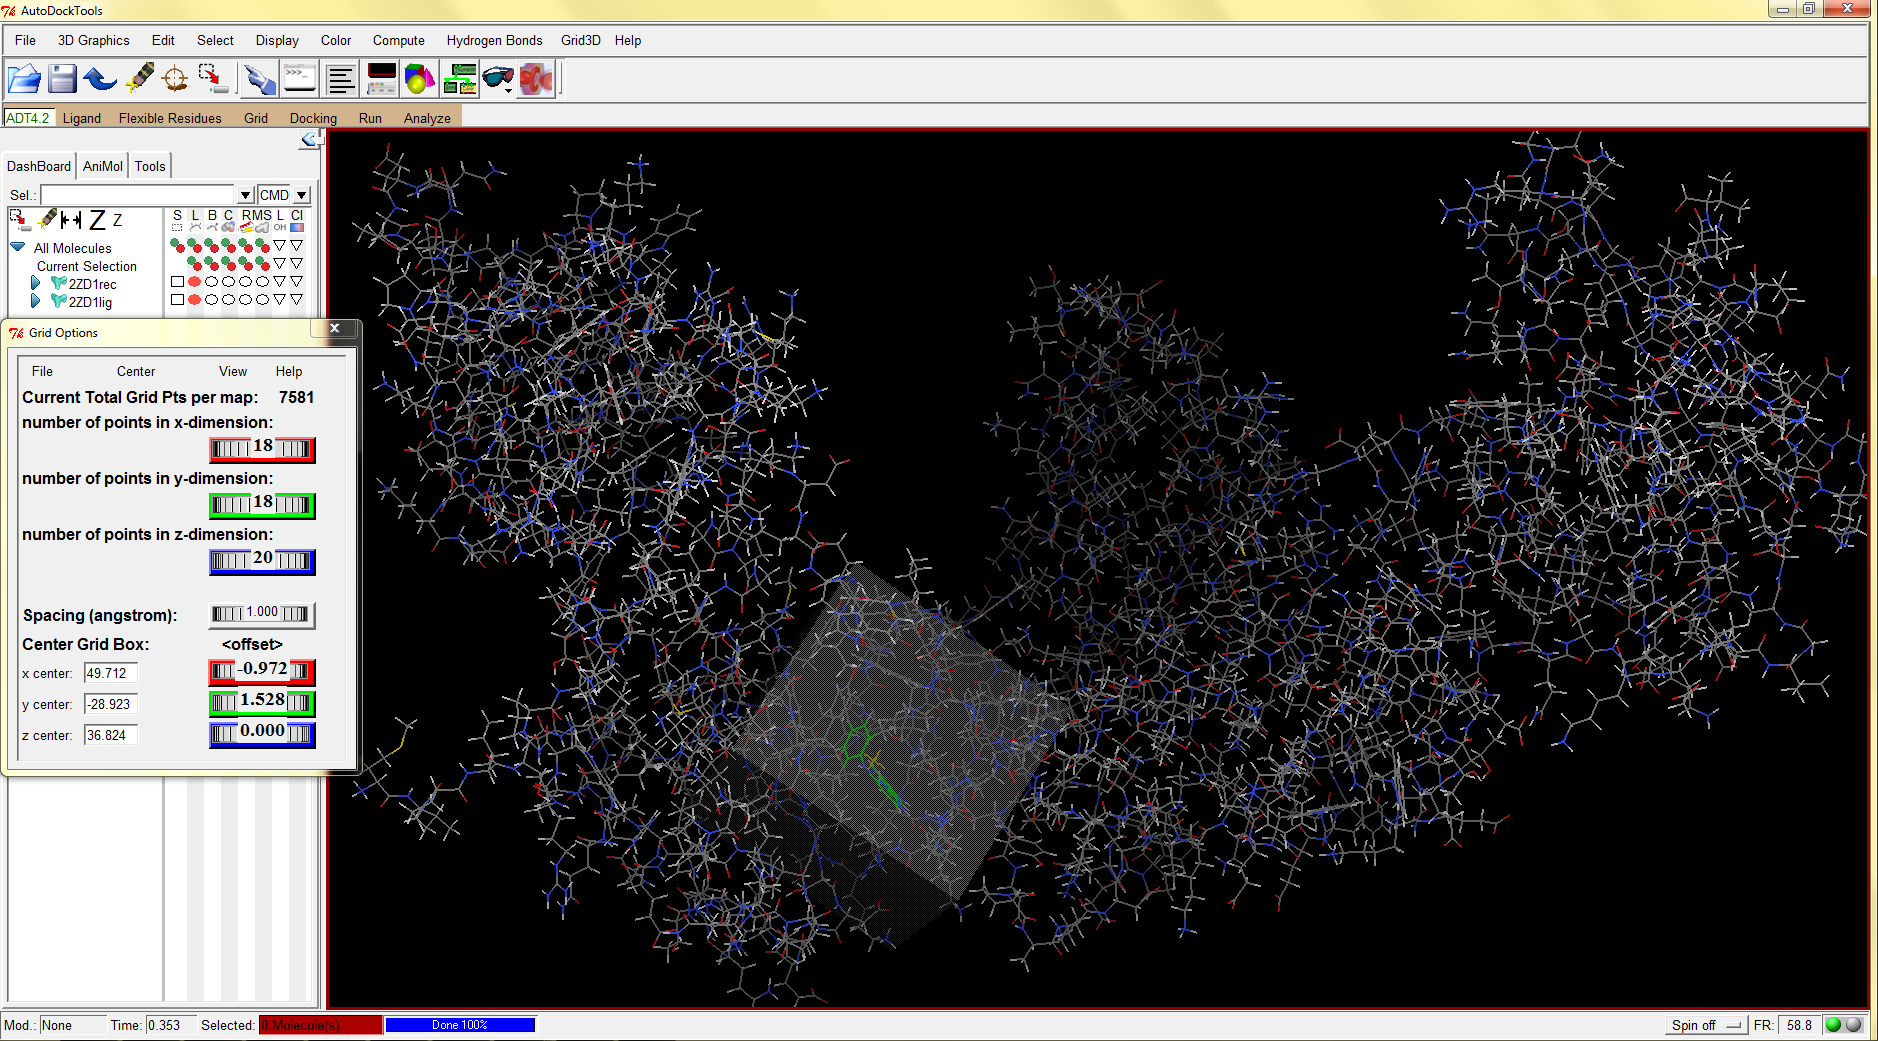 AutoDockTools
File 3D Graphics Edit Select Display Color Compute Hydrogen Bonds Grid3D Help
>>>_
ADT4.2 Ligand Flexible Residues Grid Docking Run Analyze
DashBoard AniMol Tools
Sel.: CMD
Z Z S L B C R MS L Cl
OH
All Molecules
Current Selection
2ZD1rec
2ZD1lig
Grid Options
File Center View Help
Current Total Grid Pts per map: 7581
number of points in x-dimension:
18
number of points in y-dimension:
18
number of points in z-dimension:
20
Spacing (angstrom): 1.000
Center Grid Box: <offset>
x center: 49.712 -0.972
y center: -28.923 1.528
z center: 36.824 0.000
Mod.: None Time: 0.353 Selected: 0 Molecule(s) Done 100% Spin off FR: 58.8